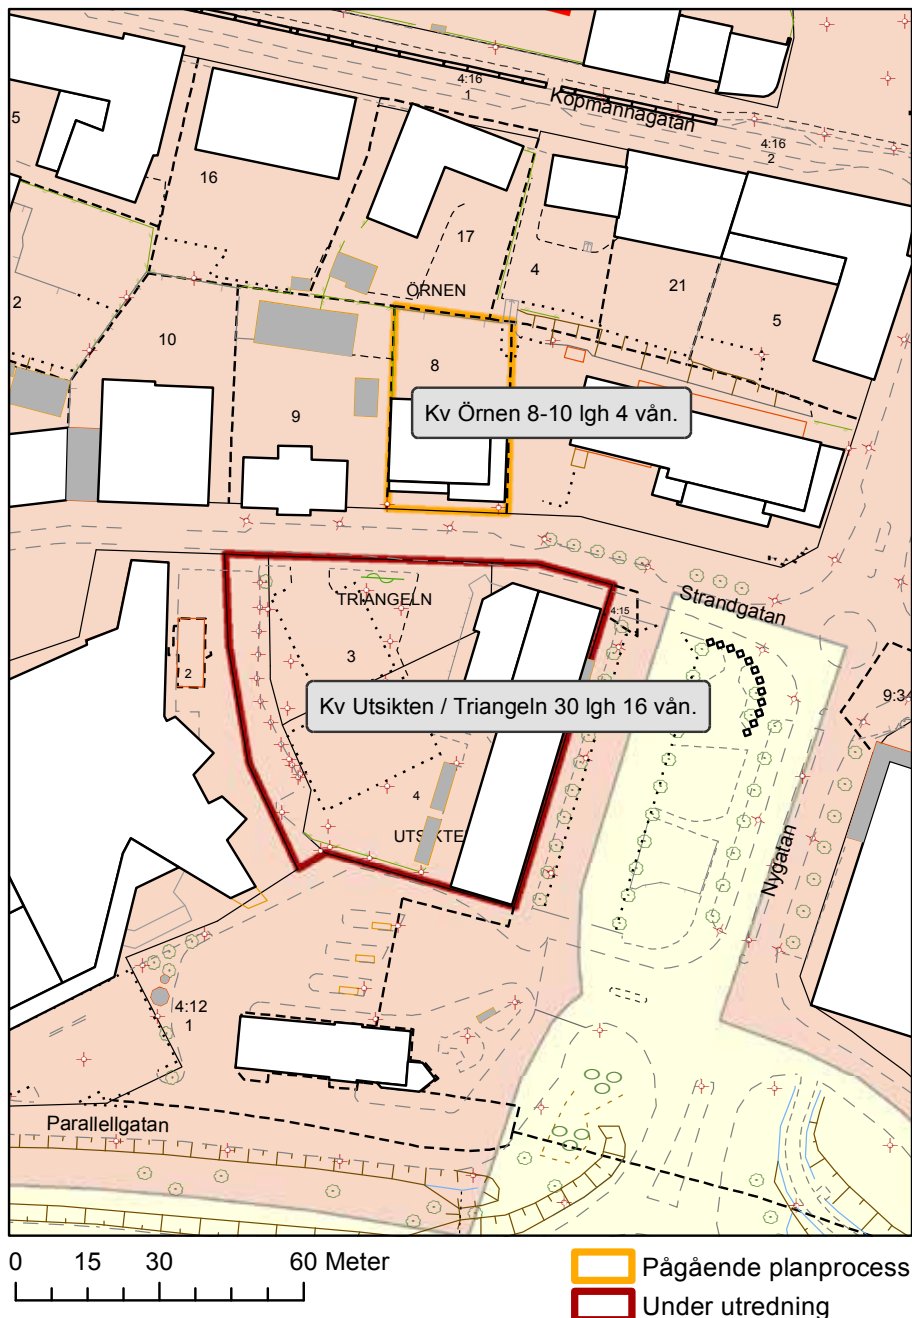 4:16
1
Köpmannagatan
4:16
2
5
16
17
4
21
ÖRNEN
2
10
8
5
9
Kv Örnen 8-10 lgh 4 vån.
Strandgatan
4:15
TRIANGELN
3
2
9:34
Kv Utsikten / Triangeln 30 lgh 16 vån.
4
UTSIKTE
Nygatan
4:12
1
Parallellgatan
0 15 30 60 Meter
Pågående planprocess
Under utredning